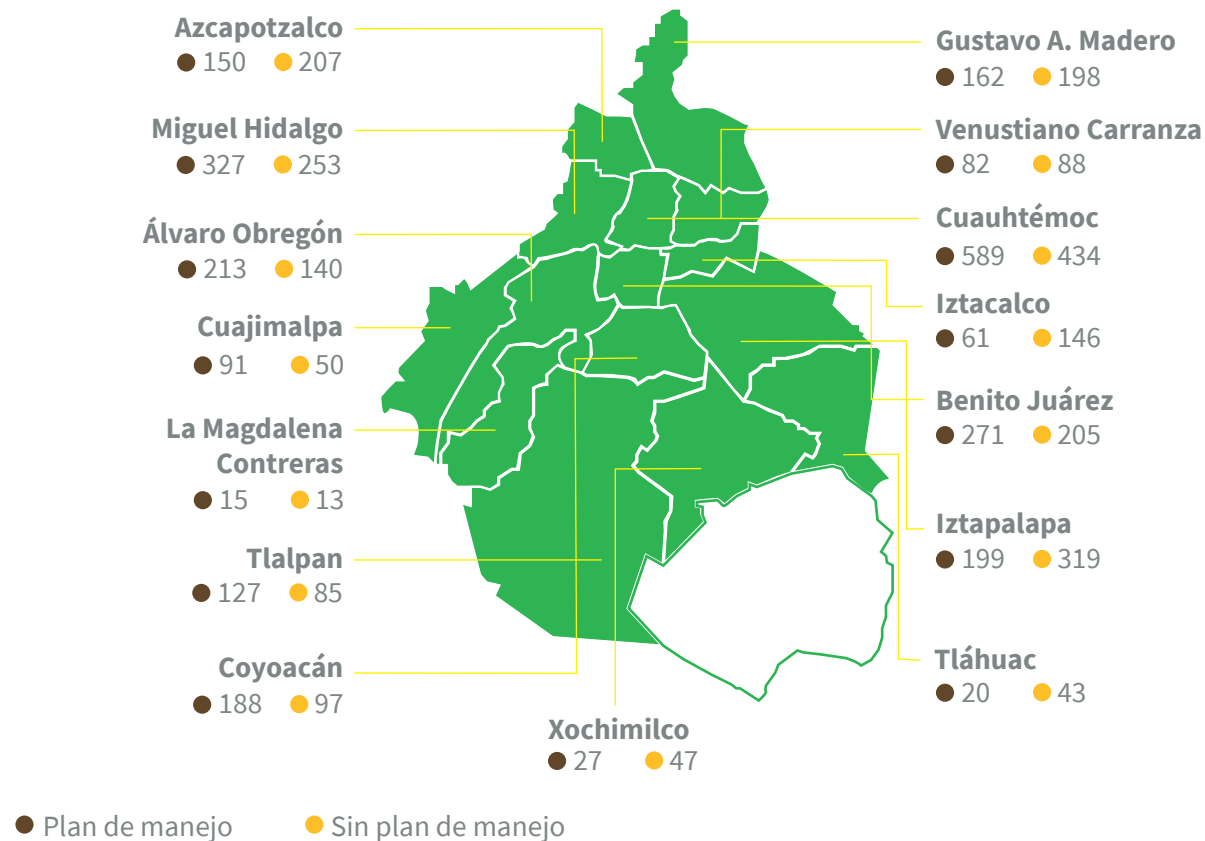 Azcapotzalco
150 207
Miguel Hidalgo
327 253
Álvaro Obregón
213 140
Cuajimalpa
91 50
La Magdalena
Contreras
15 13
Tlalpan
127 85
Coyoacán
188 97
Xochimilco
27 47
Gustavo A. Madero
162 198
Venustiano Carranza
82 88
Cuauhtémoc
589 434
Iztacalco
61 146
Benito Juárez
271 205
Iztapalapa
199 319
Tláhuac
20 43
Plan de manejo Sin plan de manejo